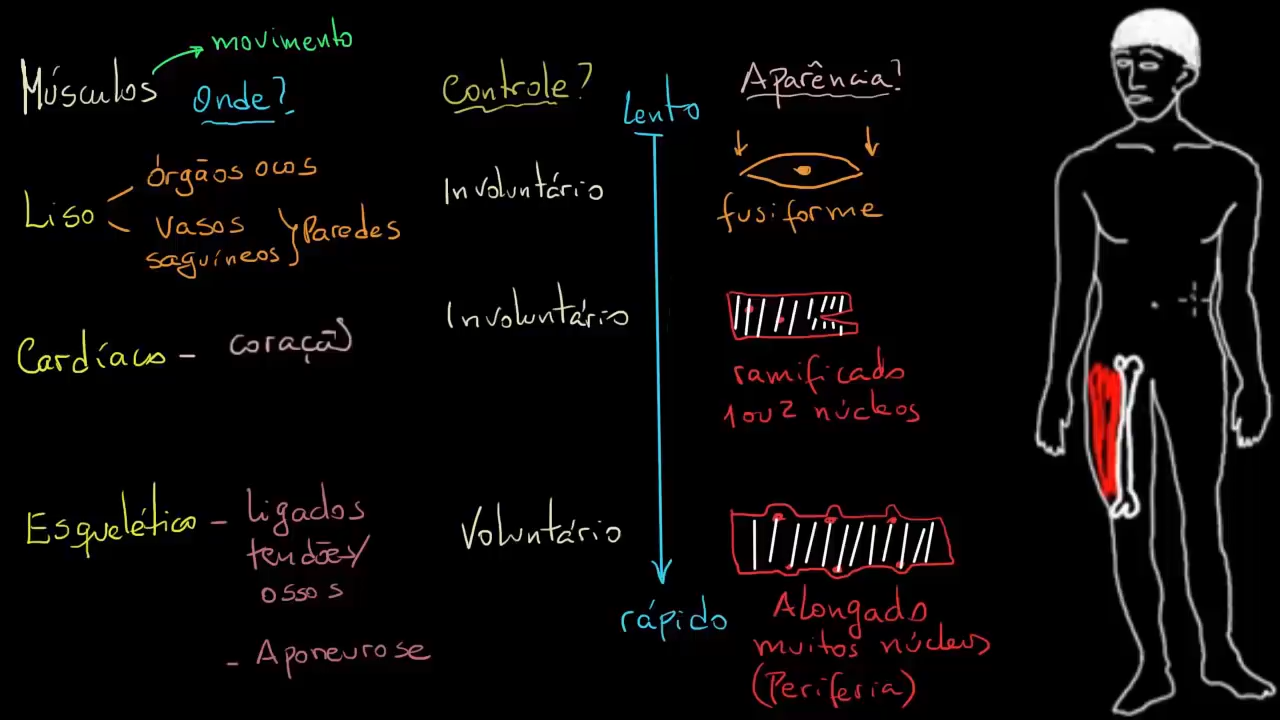 movimento
Músculos
Onde?
Controle?
Lento
Aparência?
órgãos ocos
Liso
vasos
saguíneos
Paredes
Involuntário
fusiforme
Cardíaco - coração
Involuntário
ramificado
1 ou 2 núcleos
Esquelético - Ligados
tendões/
ossos
- Aponeurose
Voluntário
rápido
Alongado
muitos núcleos
(Periferia)